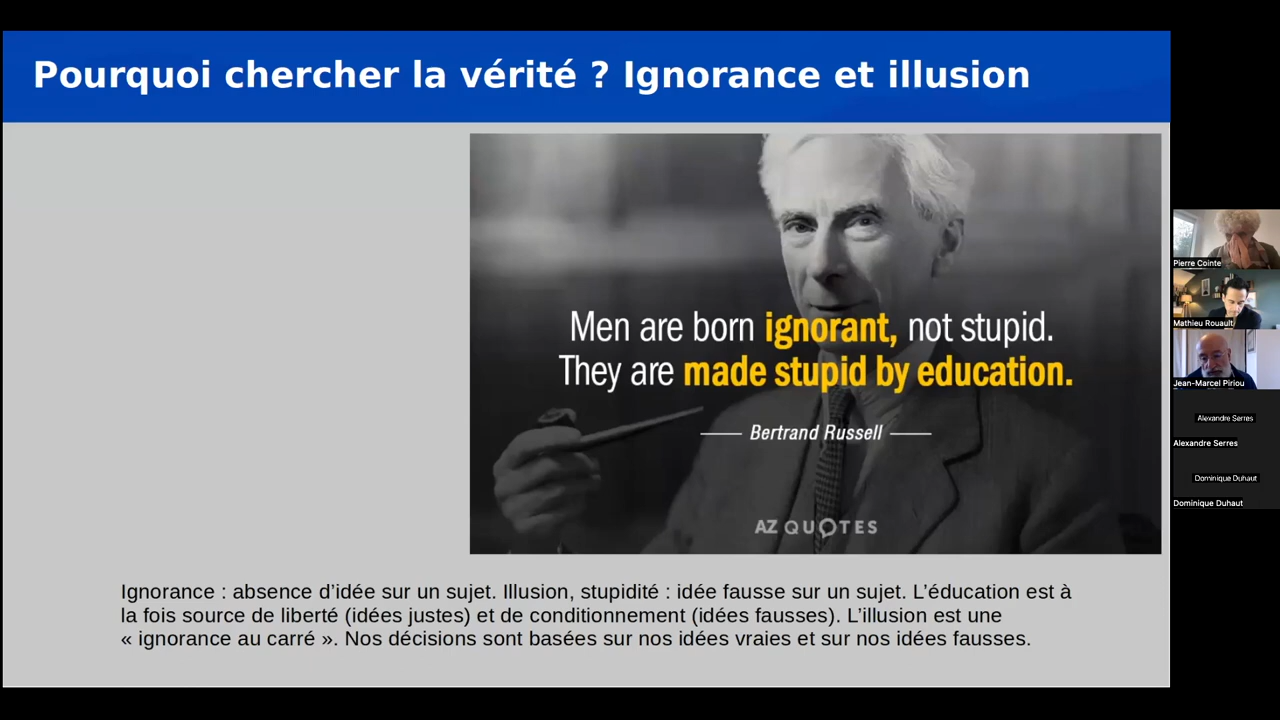 Pourquoi chercher la vérité ? Ignorance et illusion
Men are born ignorant, not stupid.
They are made stupid by education.
Bertrand Russell
AZ QUOTES
Ignorance : absence d’idée sur un sujet. Illusion, stupidité : idée fausse sur un sujet. L’éducation est à
la fois source de liberté (idées justes) et de conditionnement (idées fausses). L’illusion est une
« ignorance au carré ». Nos décisions sont basées sur nos idées vraies et sur nos idées fausses.
Pierre Cointe
Mathieu Rouault
Jean-Marcel Piriou
Alexandre Serres
Alexandre Serres
Dominique Duhaut
Dominique Duhaut